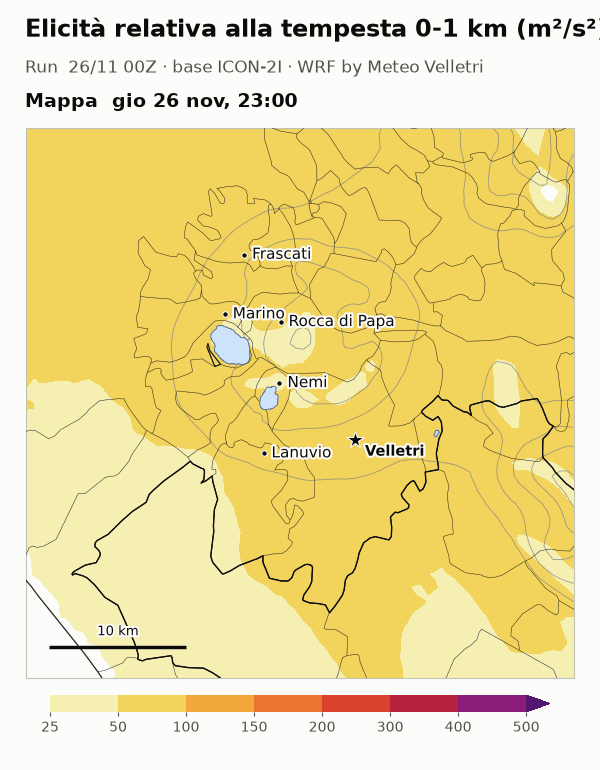 Elicità relativa alla tempesta 0-1 km (m²/s²)
Run  26/11 00Z · base ICON-2I · WRF by Meteo Velletri
Mappa  gio 26 nov, 23:00
Frascati
Marino
Rocca di Papa
Nemi
Lanuvio
Velletri
10 km
25 50 100 150 200 300 400 500